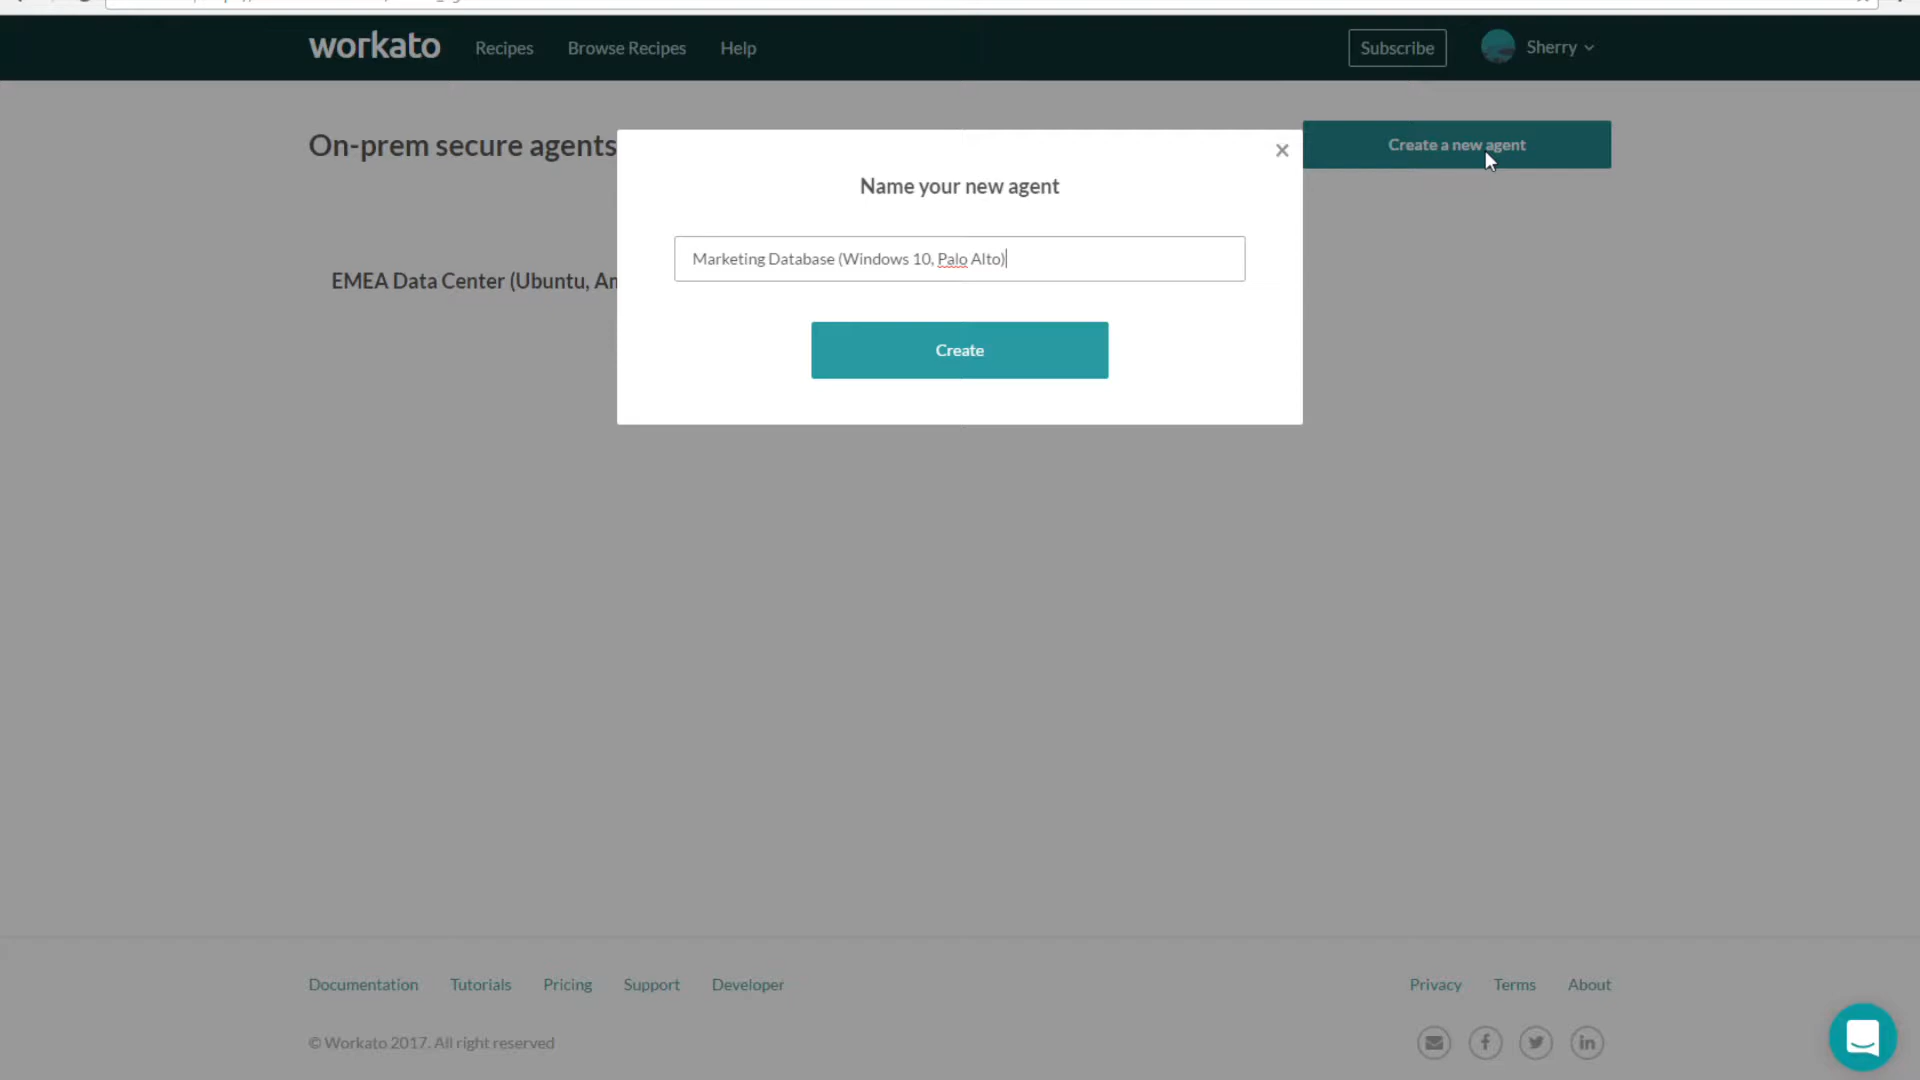 workato Recipes Browse Recipes Help Subscribe Sherry
On-prem secure agents
Create a new agent
Name your new agent
Marketing Database (Windows 10, Palo Alto)
EMEA Data Center (Ubuntu,
Create
Documentation Tutorials Pricing Support Developer Privacy Terms About
© Workato 2017. All right reserved